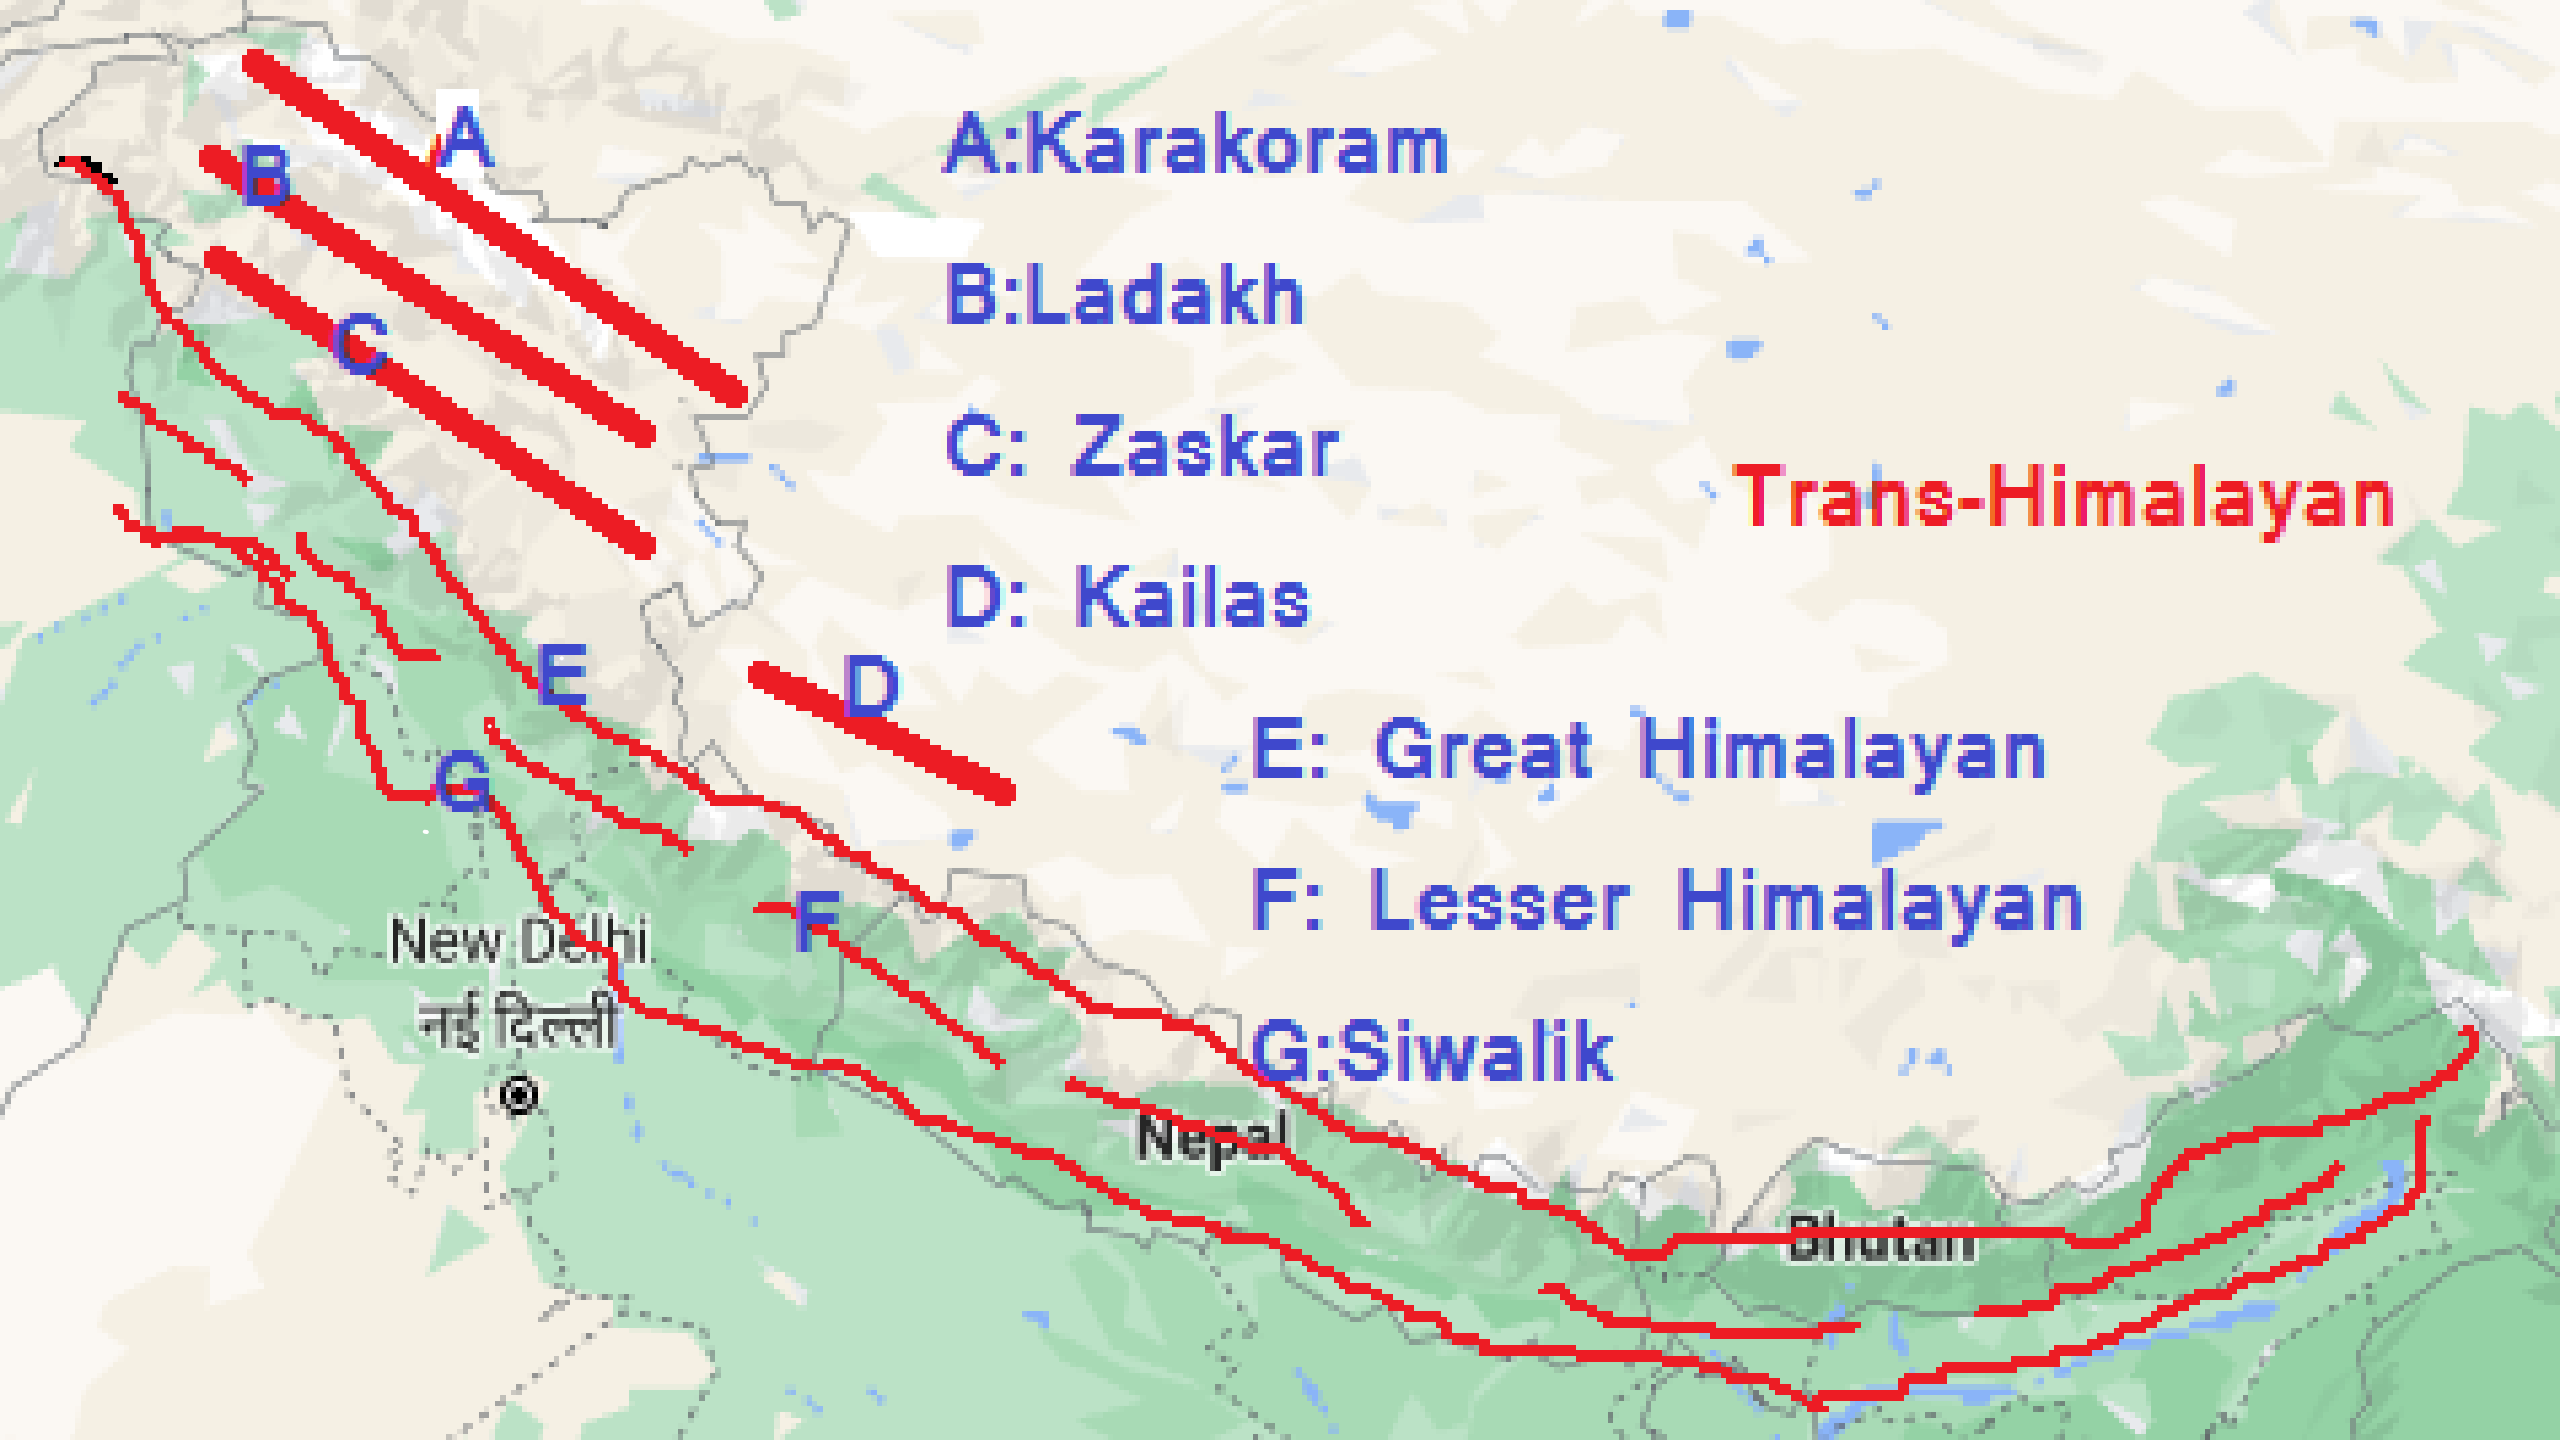 A
B
C
A:Karakoram
B:Ladakh
C: Zaskar
Trans-Himalayan
D: Kailas
D
E
E: Great Himalayan
G
F: Lesser Himalayan
F
New Delhi
नई दिल्ली
G:Siwalik
Nepal
Bhutan